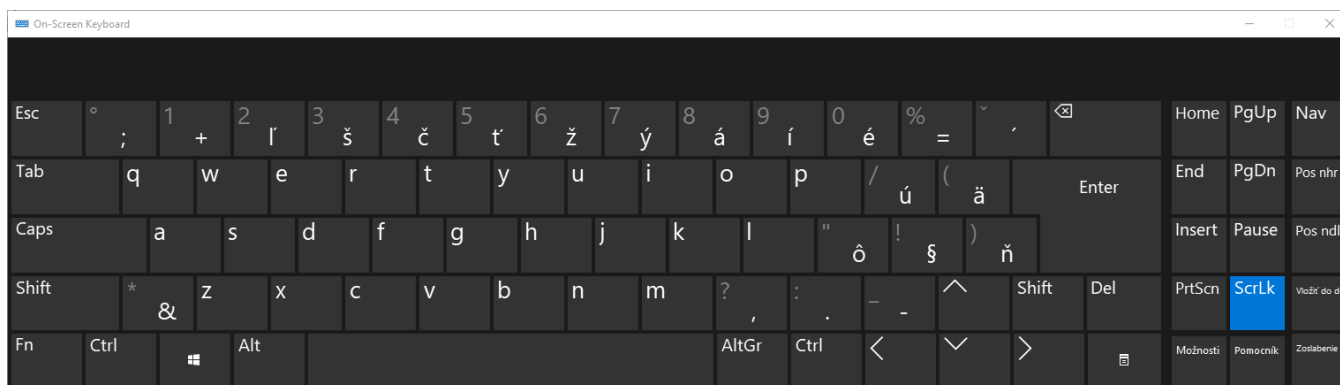 On-Screen Keyboard
Esc ° ; 1 + 2 ľ 3 š 4 č 5 ť 6 ž 7 ý 8 á 9 í 0 é % = ˇ ´ Home PgUp Nav
Tab q w e r t y u i o p / ú ( ä Enter End PgDn Pos nhr
Caps a s d f g h j k l " ô ! § ) ň Insert Pause Pos ndl
Shift * & z x c v b n m ? , : . _ - Shift Del PrtScn ScrLk Vložiť do d
Fn Ctrl Alt AltGr Ctrl Možnosti Pomocník Zoslabenie